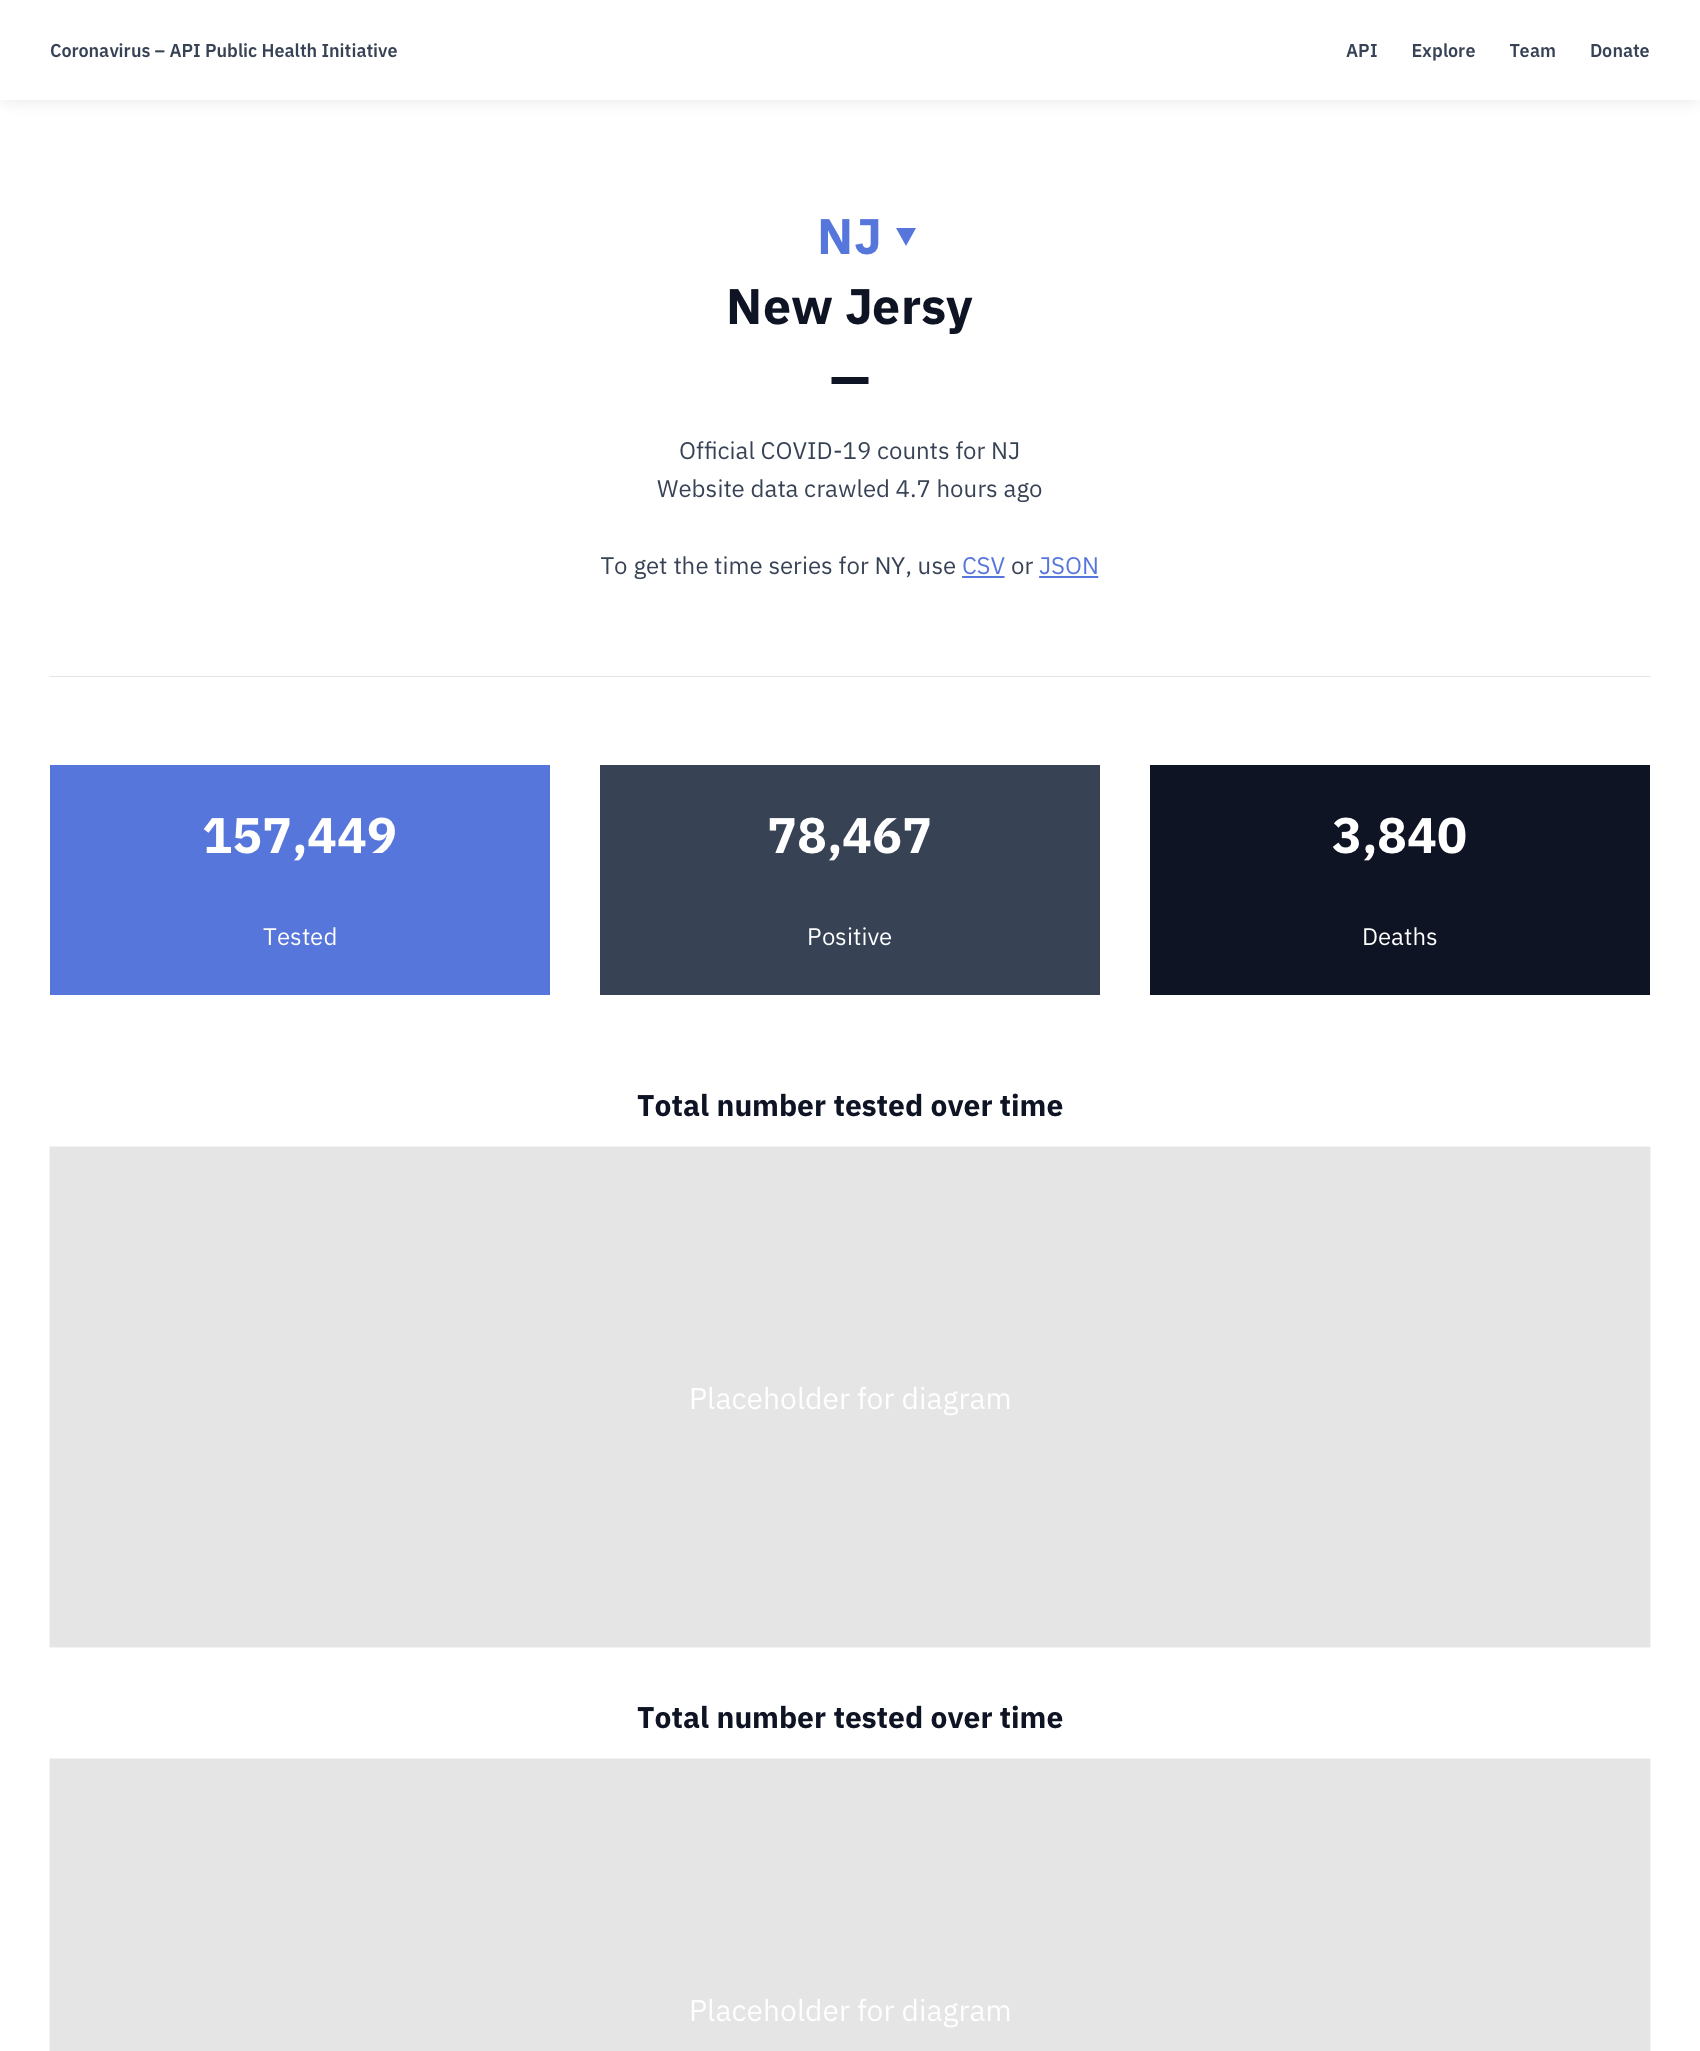 Coronavirus – API Public Health Initiative
API Explore Team Donate
NJ ▼
New Jersy
Official COVID-19 counts for NJ
Website data crawled 4.7 hours ago
To get the time series for NY, use CSV or JSON
157,449
Tested
78,467
Positive
3,840
Deaths
Total number tested over time
Placeholder for diagram
Total number tested over time
Placeholder for diagram